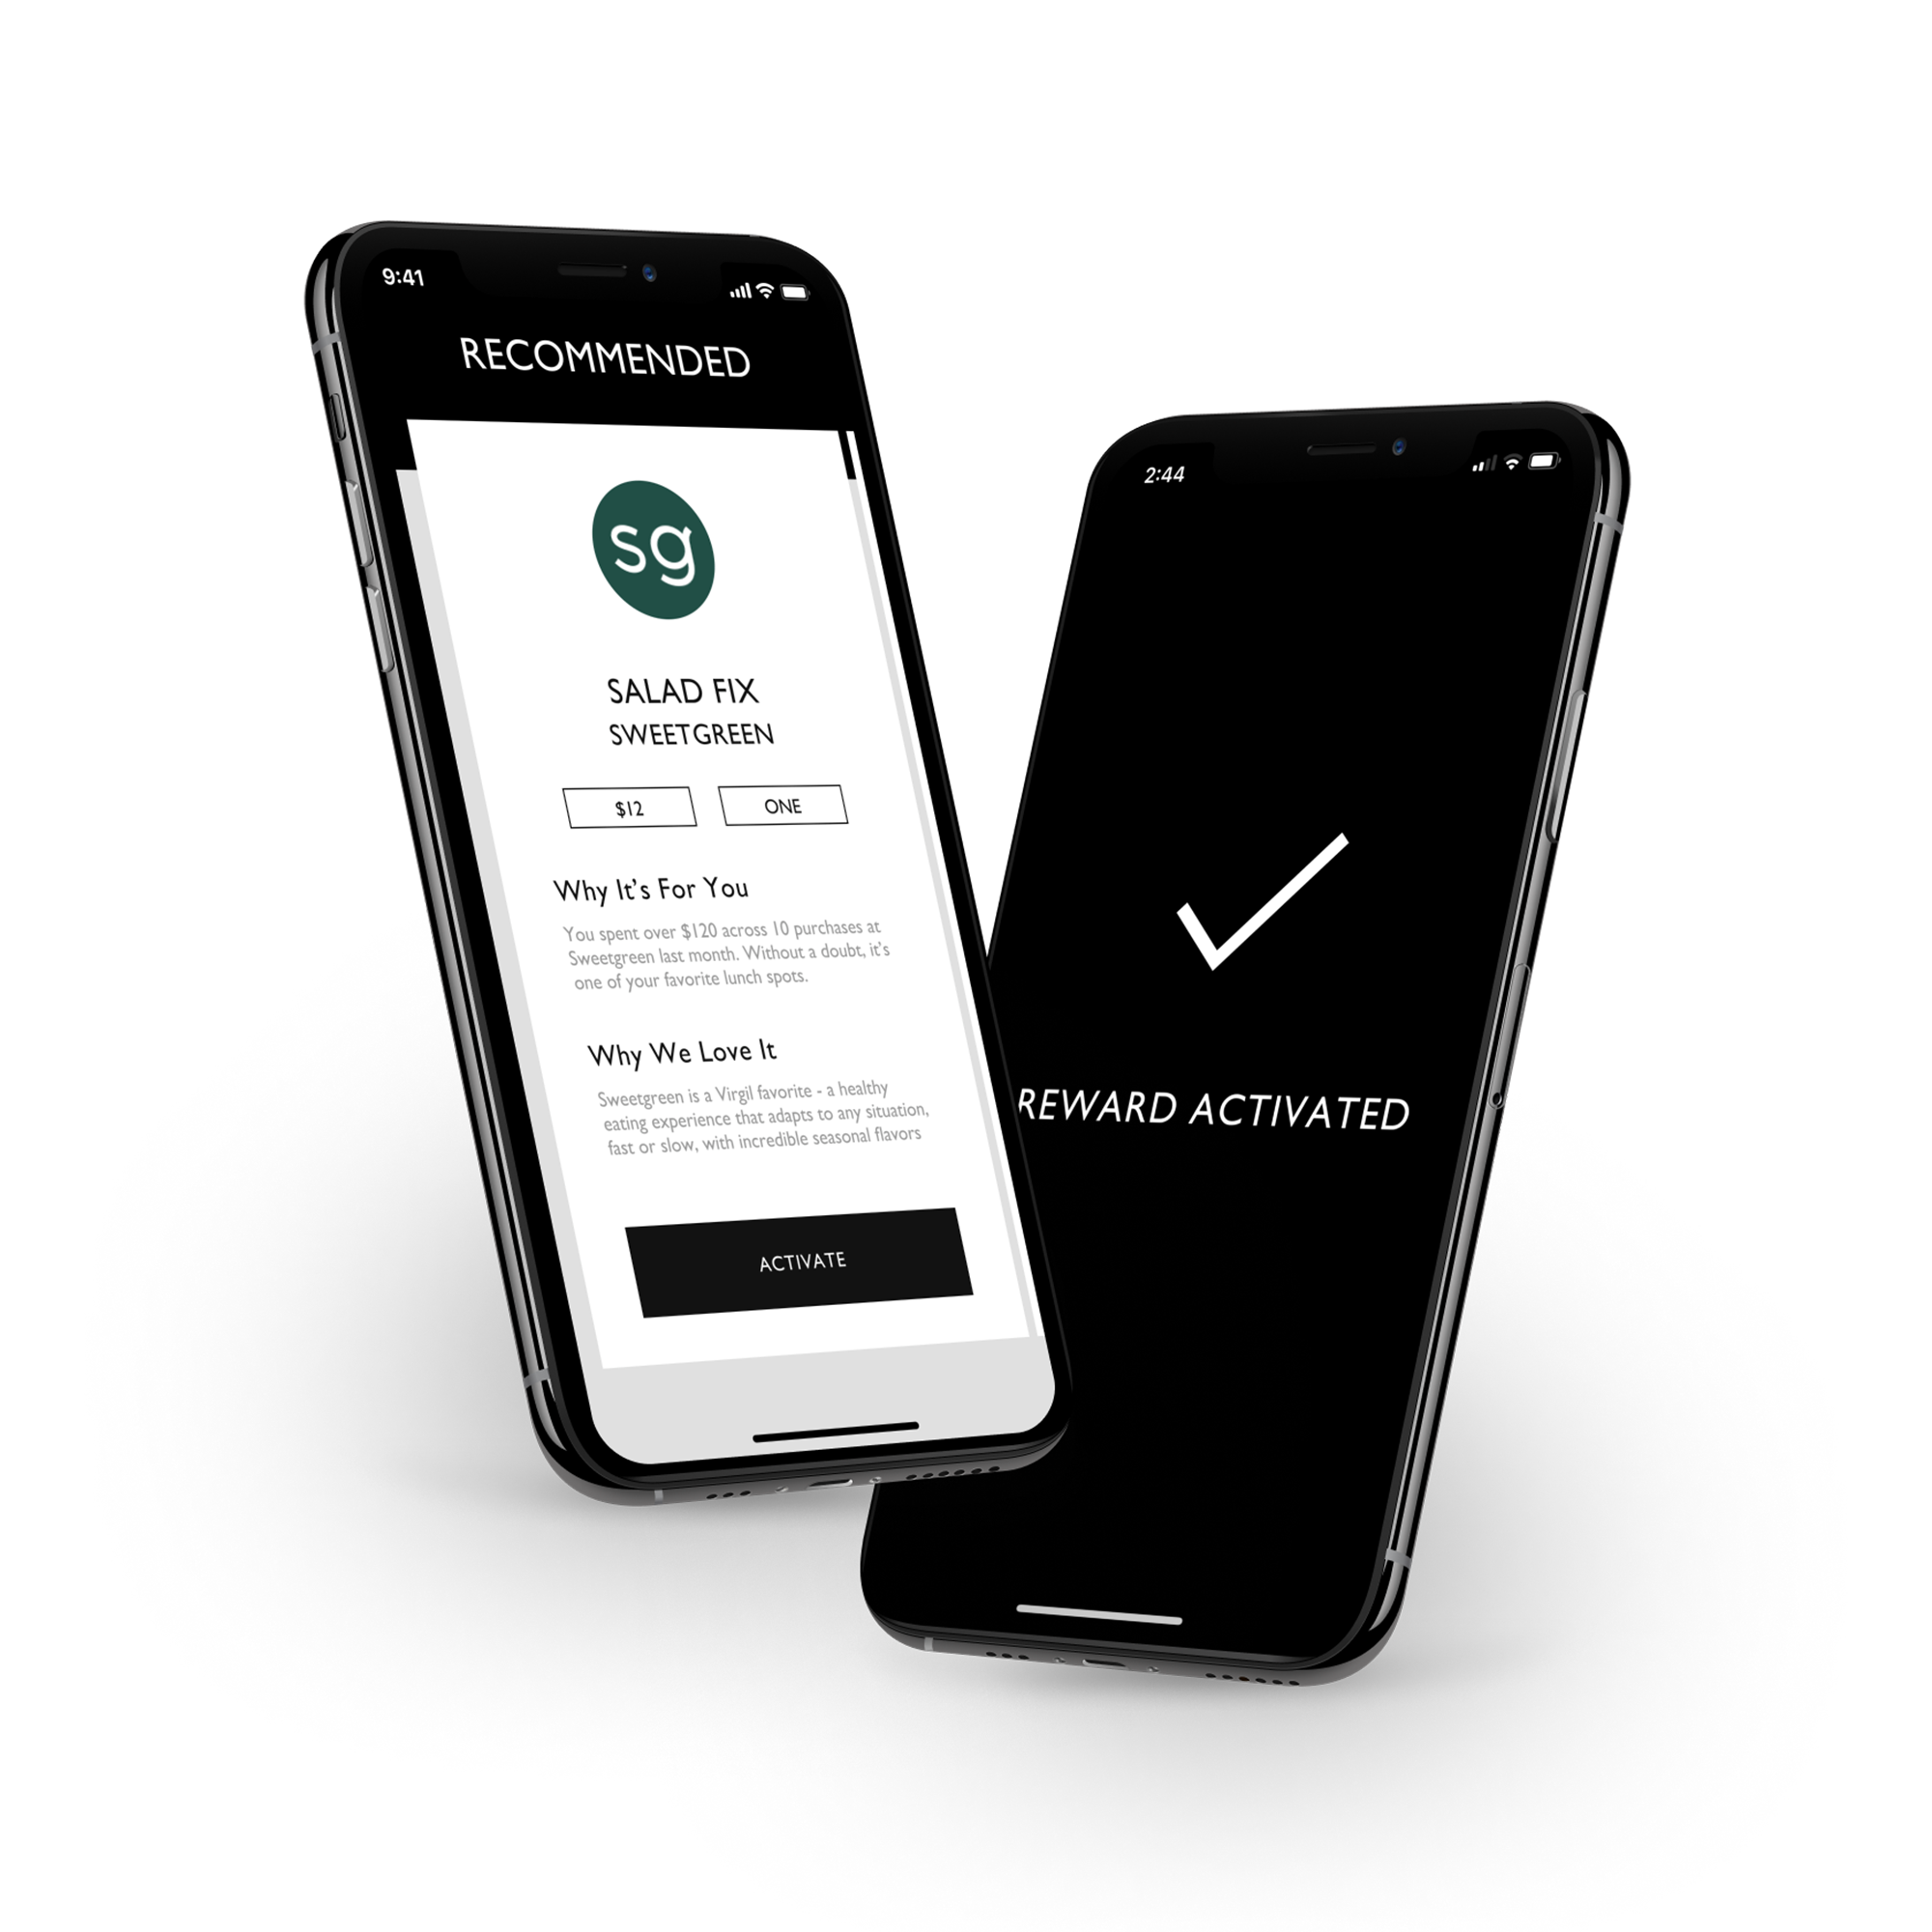 9:41
RECOMMENDED
sg
SALAD FIX
SWEETGREEN
$12
ONE
Why It's For You
You spent over $120 across 10 purchases at
Sweetgreen last month. Without a doubt, it's
one of your favorite lunch spots.
Why We Love It
Sweetgreen is a Virgil favorite - a healthy
eating experience that adapts to any situation,
fast or slow, with incredible seasonal flavors
ACTIVATE
2:44
REWARD ACTIVATED